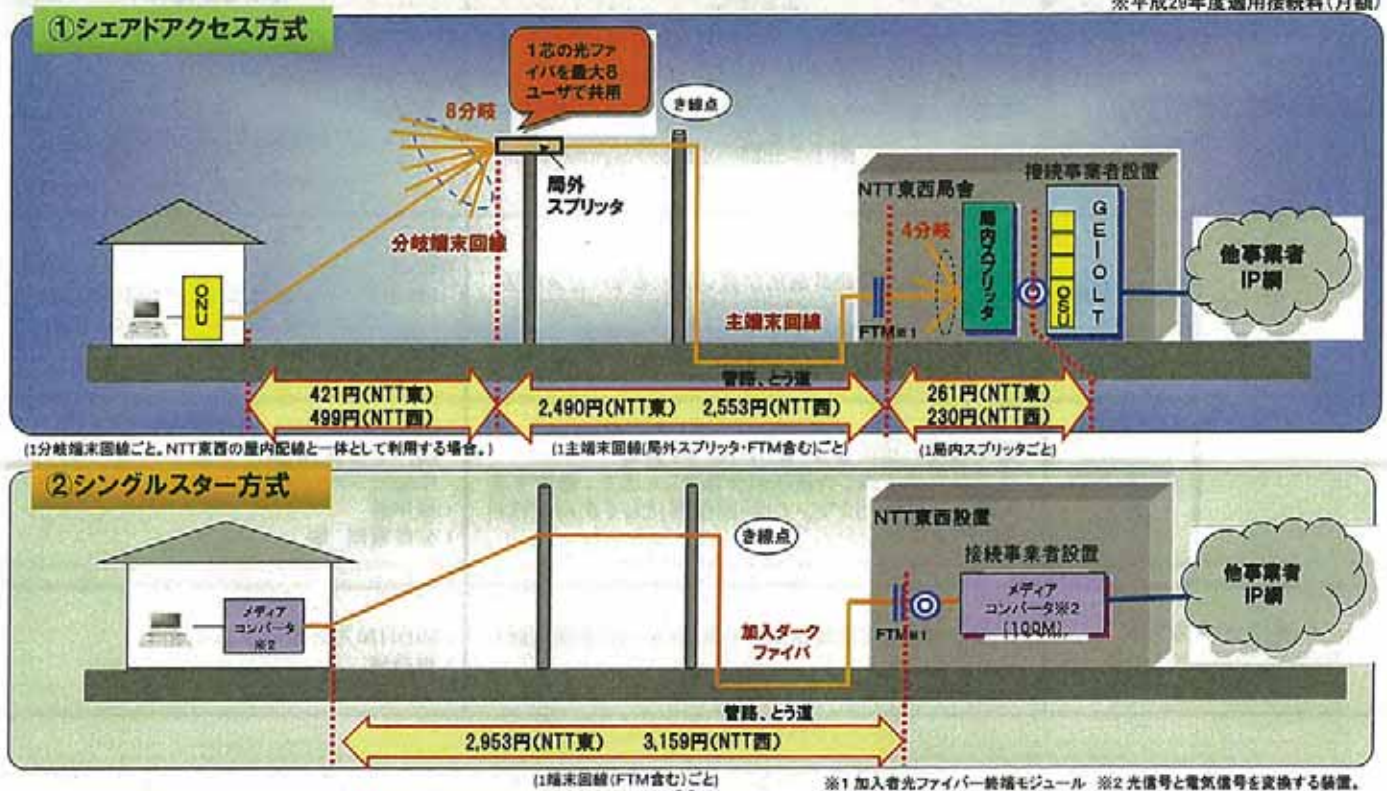 ※平成29年度適用接続料(月額)
①シェアドアクセス方式
1芯の光ファ
イバを最大8
ユーザで共用
8分岐
き線点
局外
スプリッタ
分岐端末回線
ONU
主端末回線
管路、とう道
NTT東西局舎
接続事業者設置
4分岐
局内スプリッタ
GE-OLT
OSU
FTM※1
他事業者
IP網
421円(NTT東)
499円(NTT西)
2,490円(NTT東) 2,553円(NTT西)
261円(NTT東)
230円(NTT西)
(1分岐端末回線ごと。NTT東西の屋内配線と一体として利用する場合。)
(1主端末回線(局外スプリッタ・FTM含む)ごと)
(1局内スプリッタごと)
②シングルスター方式
き線点
メディア
コンバータ
※2
加入ダーク
ファイバ
管路、とう道
NTT東西設置
接続事業者設置
メディア
コンバータ※2
(100M)
FTM※1
他事業者
IP網
2,953円(NTT東) 3,159円(NTT西)
(1端末回線(FTM含む)ごと)
※1 加入者光ファイバー終端モジュール ※2 光信号と電気信号を変換する装置。